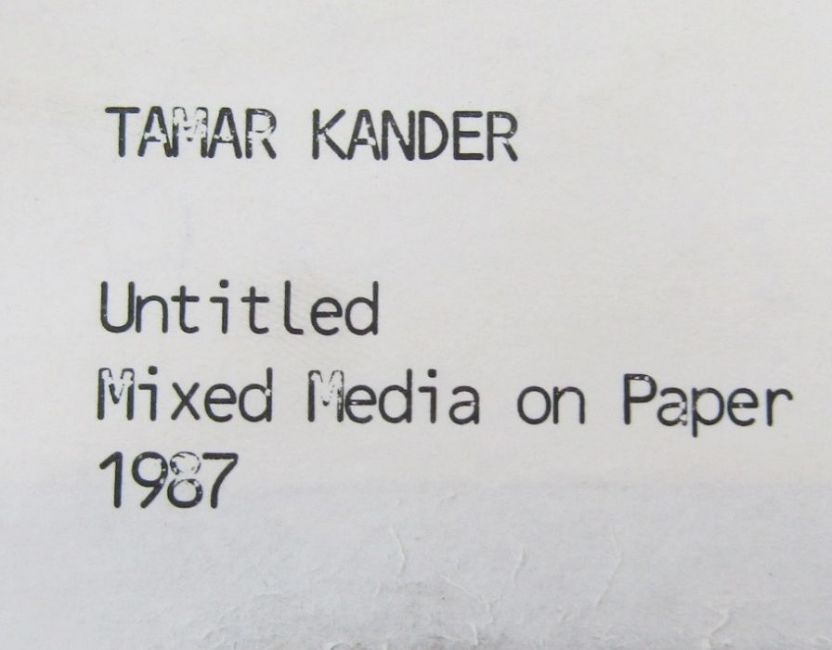 TAMAR KANDER
Untitled
Mixed Media on Paper
1987